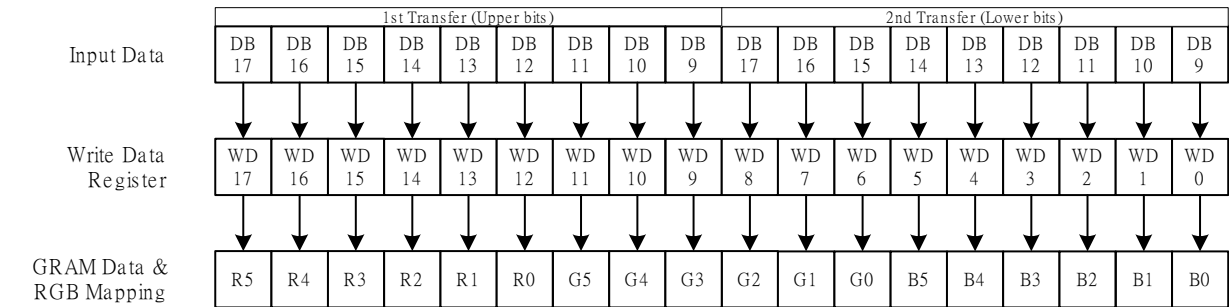 1st Transfer (Upper bits) 2nd Transfer (Lower bits)
Input Data DB 17 DB 16 DB 15 DB 14 DB 13 DB 12 DB 11 DB 10 DB 9 DB 17 DB 16 DB 15 DB 14 DB 13 DB 12 DB 11 DB 10 DB 9
Write Data Register WD 17 WD 16 WD 15 WD 14 WD 13 WD 12 WD 11 WD 10 WD 9 WD 8 WD 7 WD 6 WD 5 WD 4 WD 3 WD 2 WD 1 WD 0
GRAM Data & RGB Mapping R5 R4 R3 R2 R1 R0 G5 G4 G3 G2 G1 G0 B5 B4 B3 B2 B1 B0